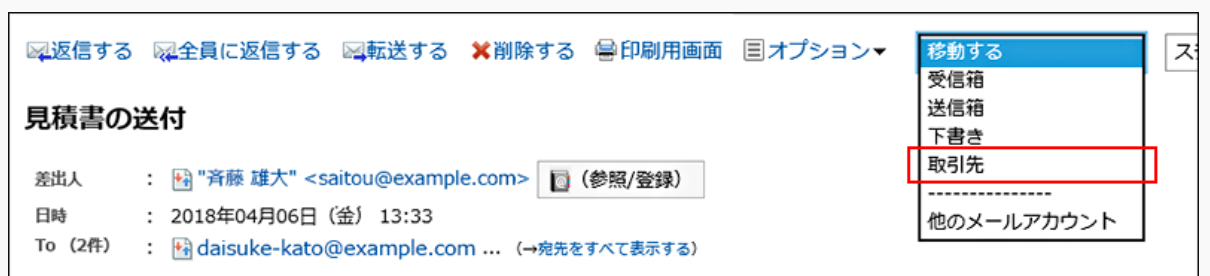 返信する 全員に返信する 転送する 削除する 印刷用画面 オプション▼
移動する
受信箱
送信箱
下書き
取引先
---------------
他のメールアカウント
見積書の送付
差出人 : "斉藤 雄大" <saitou@example.com> (参照/登録)
日時 : 2018年04月06日(金) 13:33
To (2件) : daisuke-kato@example.com ... (→宛先をすべて表示する)